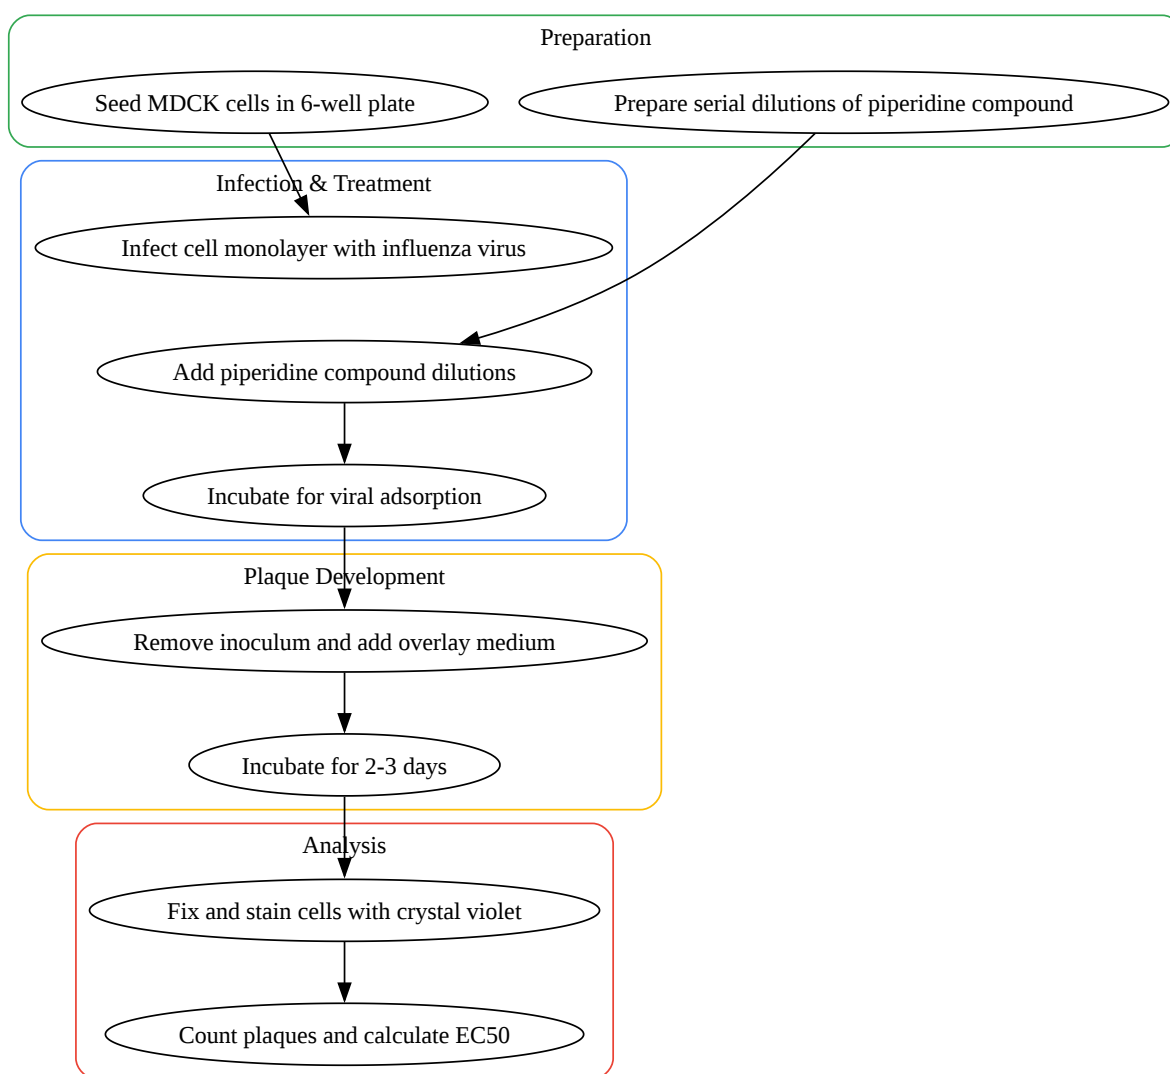 Preparation
Seed MDCK cells in 6-well plate
Prepare serial dilutions of piperidine compound
Infection & Treatment
Infect cell monolayer with influenza virus
Add piperidine compound dilutions
Incubate for viral adsorption
Plaque Development
Remove inoculum and add overlay medium
Incubate for 2-3 days
Analysis
Fix and stain cells with crystal violet
Count plaques and calculate EC50